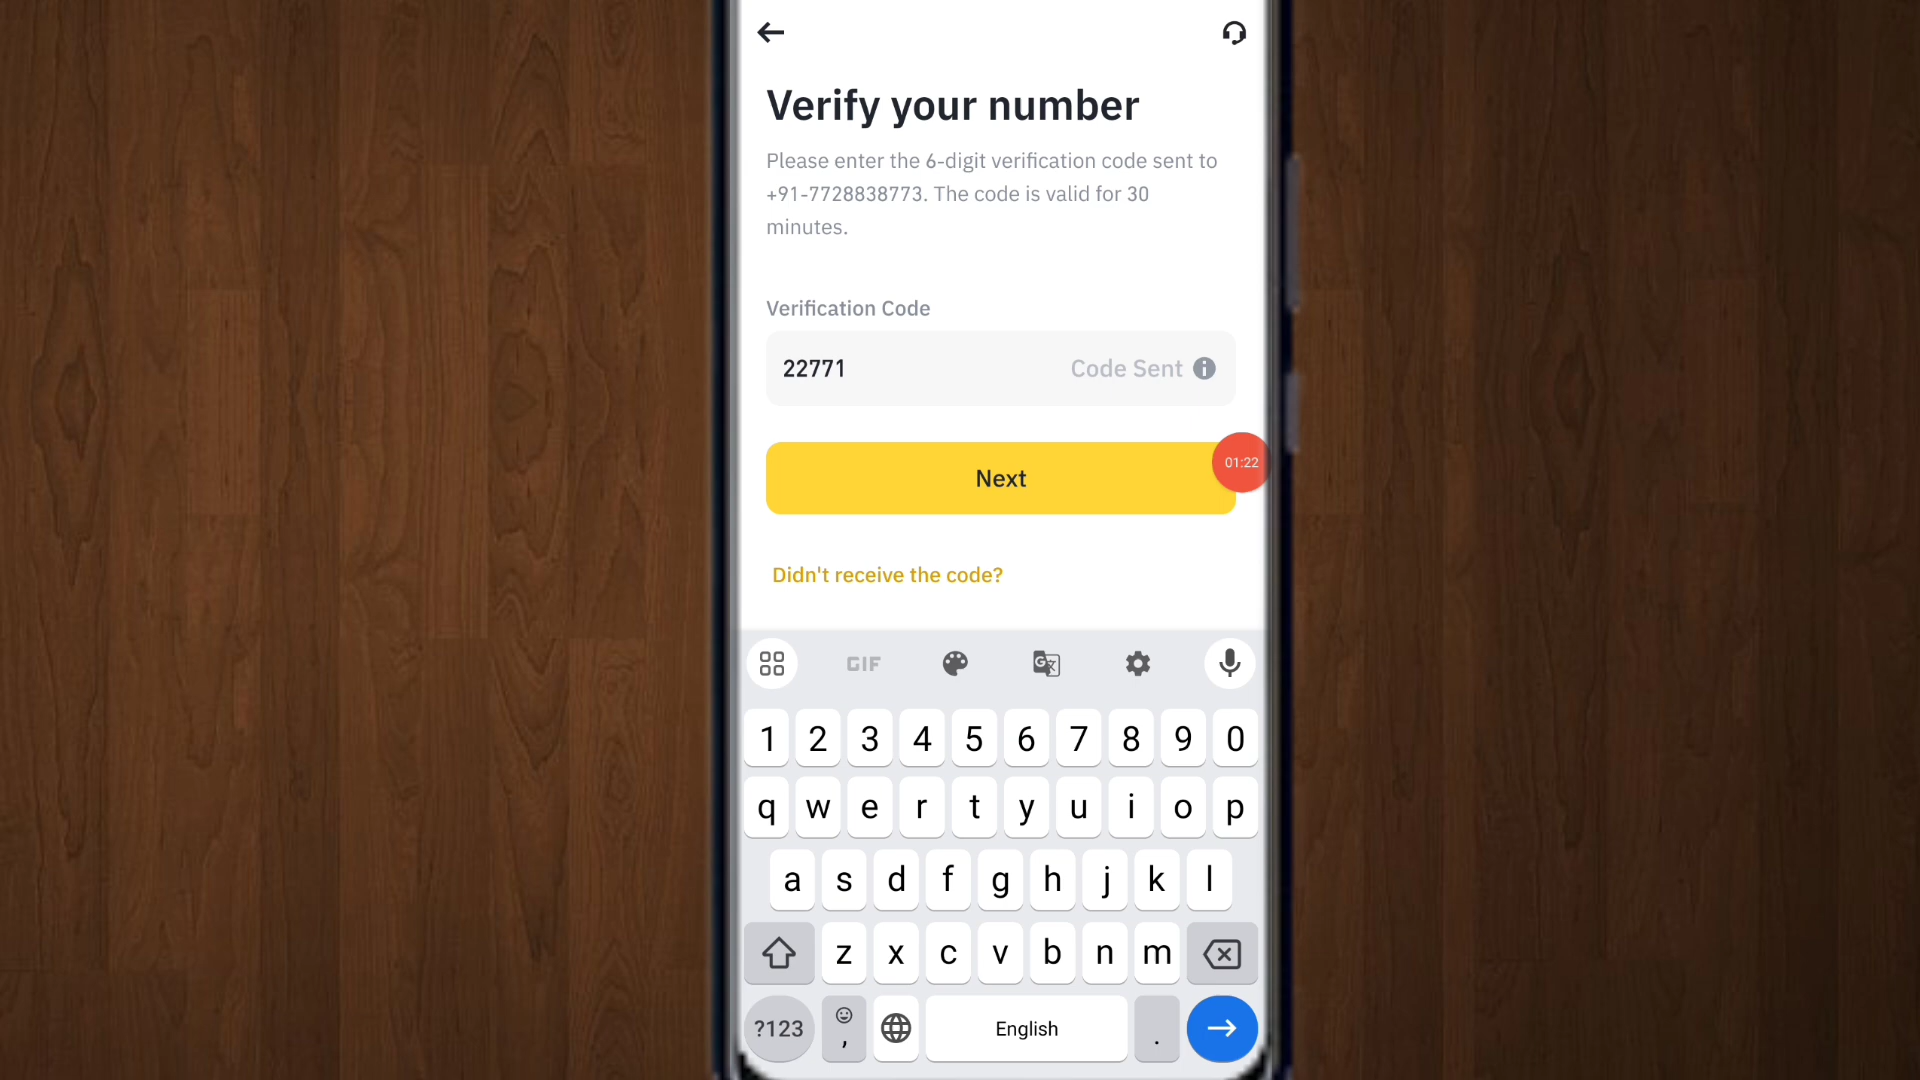 Verify your number
Please enter the 6-digit verification code sent to
+91-7728838773. The code is valid for 30
minutes.
Verification Code
22771 Code Sent
Next
01:22
Didn't receive the code?
GIF
1 2 3 4 5 6 7 8 9 0
q w e r t y u i o p
a s d f g h j k l
z x c v b n m
?123 , English .